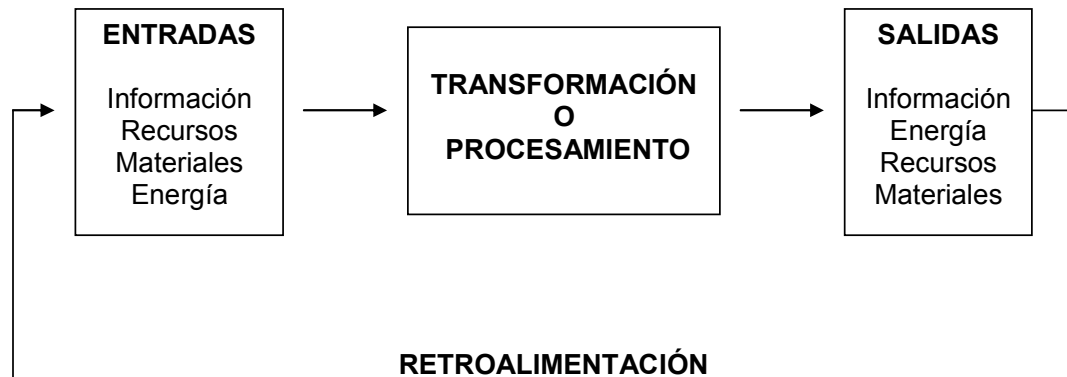 ENTRADAS
Información
Recursos
Materiales
Energía
TRANSFORMACIÓN
O
PROCESAMIENTO
SALIDAS
Información
Energía
Recursos
Materiales
RETROALIMENTACIÓN